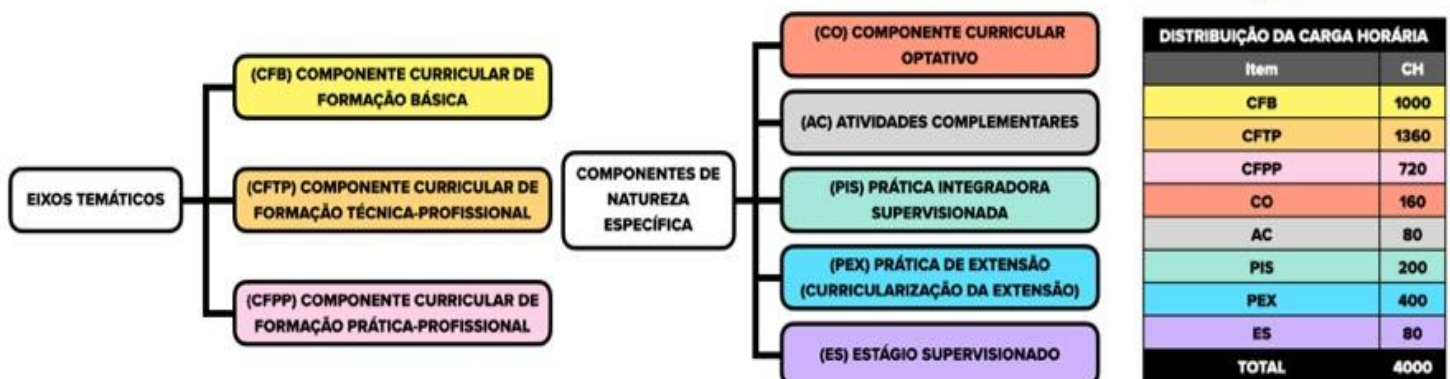 EIXOS TEMÁTICOS
(CFB) COMPONENTE CURRICULAR DE
FORMAÇÃO BÁSICA
(CFTP) COMPONENTE CURRICULAR DE
FORMAÇÃO TÉCNICA-PROFISSIONAL
(CFPP) COMPONENTE CURRICULAR DE
FORMAÇÃO PRÁTICA-PROFISSIONAL
COMPONENTES DE
NATUREZA
ESPECÍFICA
(CO) COMPONENTE CURRICULAR
OPTATIVO
(AC) ATIVIDADES COMPLEMENTARES
(PIS) PRÁTICA INTEGRADORA
SUPERVISIONADA
(PEX) PRÁTICA DE EXTENSÃO
(CURRICULARIZAÇÃO DA EXTENSÃO)
(ES) ESTÁGIO SUPERVISIONADO
DISTRIBUIÇÃO DA CARGA HORÁRIA
Item CH
CFB 1000
CFTP 1360
CFPP 720
CO 160
AC 80
PIS 200
PEX 400
ES 80
TOTAL 4000